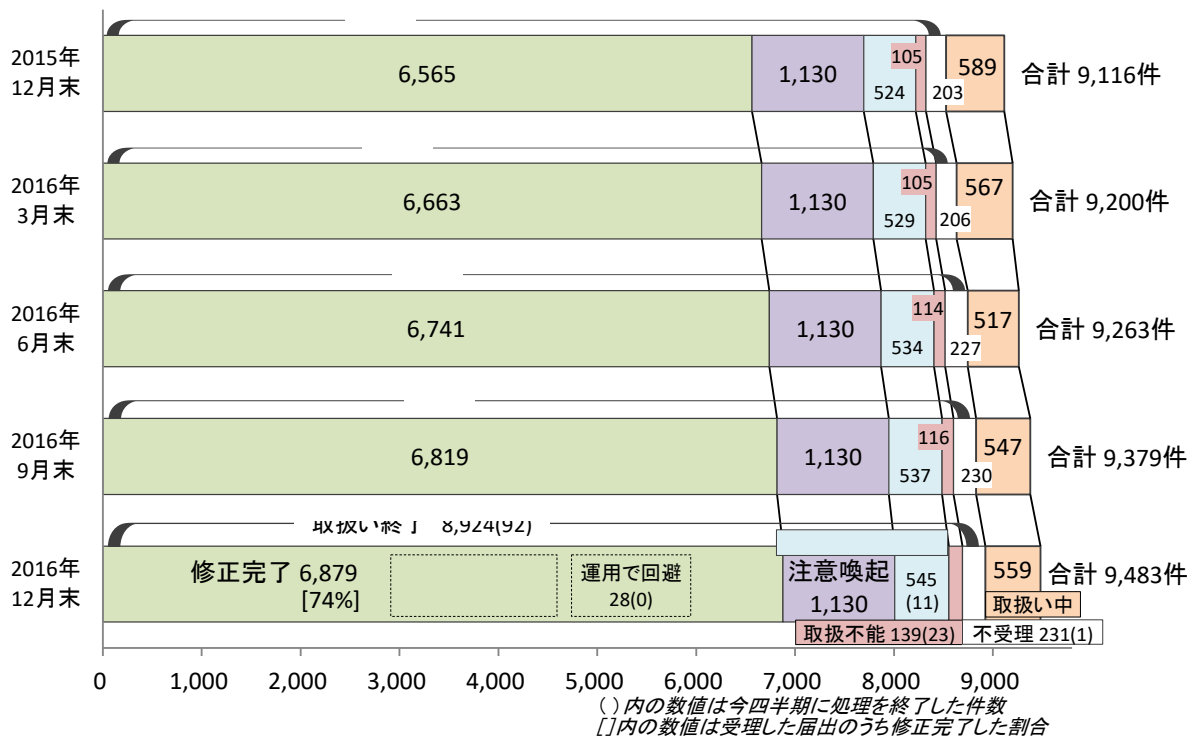 2015年
12月末
6,565
1,130
524
105
203
589
合計 9,116件
2016年
3月末
6,663
1,130
529
105
206
567
合計 9,200件
2016年
6月末
6,741
1,130
534
114
227
517
合計 9,263件
2016年
9月末
6,819
1,130
537
116
230
547
合計 9,379件
取扱い終了 8,924(92)
2016年
12月末
修正完了 6,879
[74%]
運用で回避
28(0)
注意喚起
1,130
545
(11)
559
取扱い中
合計 9,483件
取扱不能 139(23)
不受理 231(1)
0 1,000 2,000 3,000 4,000 5,000 6,000 7,000 8,000 9,000
( )内の数値は今四半期に処理を終了した件数
[]内の数値は受理した届出のうち修正完了した割合